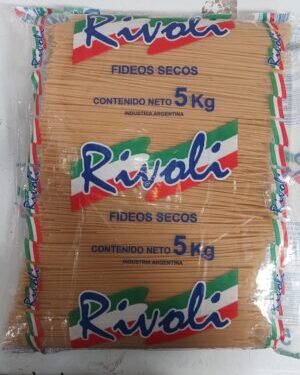 Rivoli
FIDEOS SECOS
CONTENIDO NETO 5 Kg
INDUSTRIA ARGENTINA
Rivoli
FIDEOS SECOS
CONTENIDO NETO 5 Kg
INDUSTRIA ARGENTINA
Rivoli